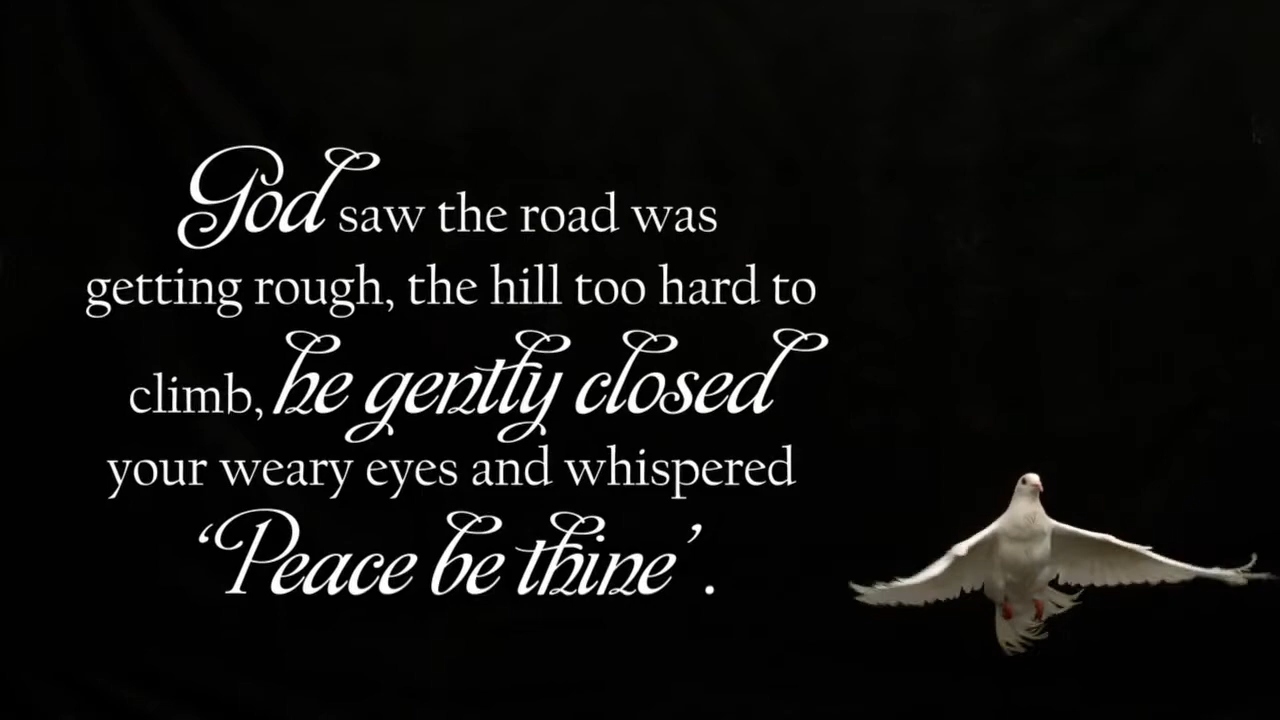 God saw the road was
getting rough, the hill too hard to
climb, he gently closed
your weary eyes and whispered
‘Peace be thine’.